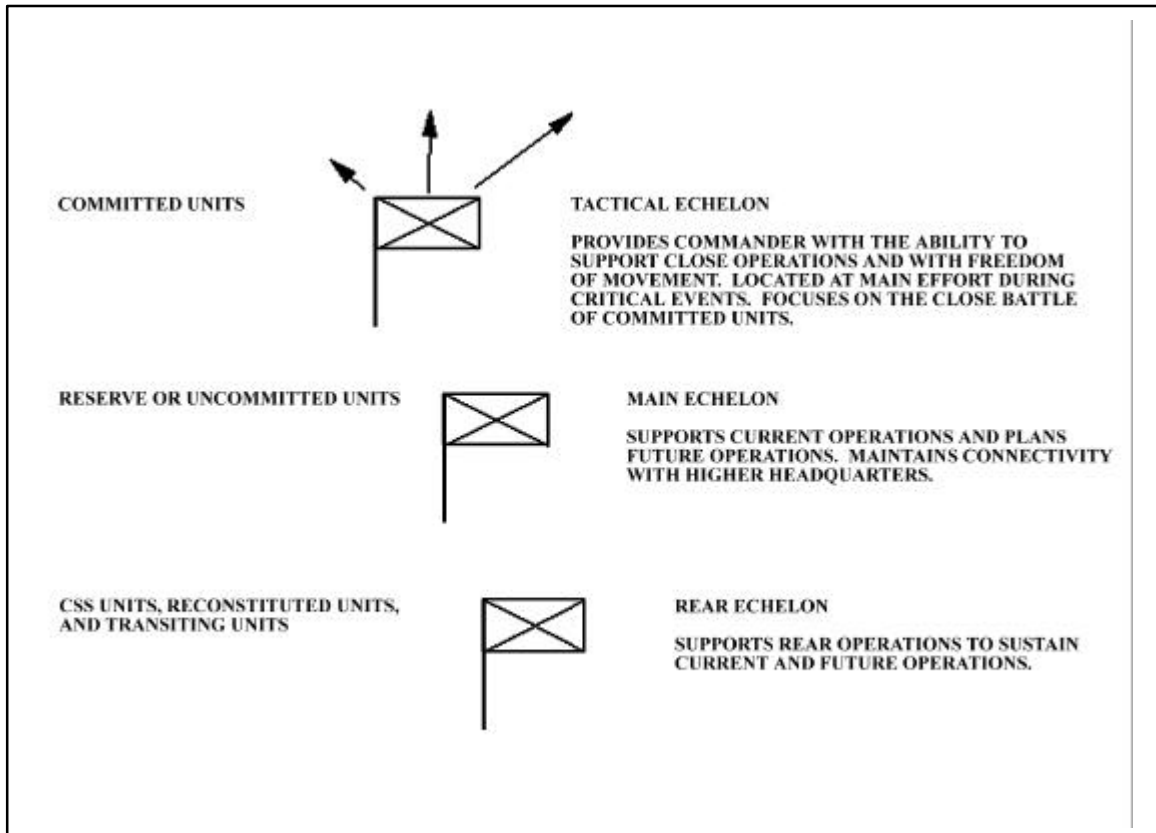 COMMITTED UNITS
TACTICAL ECHELON
PROVIDES COMMANDER WITH THE ABILITY TO
SUPPORT CLOSE OPERATIONS AND WITH FREEDOM
OF MOVEMENT.  LOCATED AT MAIN EFFORT DURING
CRITICAL EVENTS.  FOCUSES ON THE CLOSE BATTLE
OF COMMITTED UNITS.
RESERVE OR UNCOMMITTED UNITS
MAIN ECHELON
SUPPORTS CURRENT OPERATIONS AND PLANS
FUTURE OPERATIONS.  MAINTAINS CONNECTIVITY
WITH HIGHER HEADQUARTERS.
CSS UNITS, RECONSTITUTED UNITS,
AND TRANSITING UNITS
REAR ECHELON
SUPPORTS REAR OPERATIONS TO SUSTAIN
CURRENT AND FUTURE OPERATIONS.